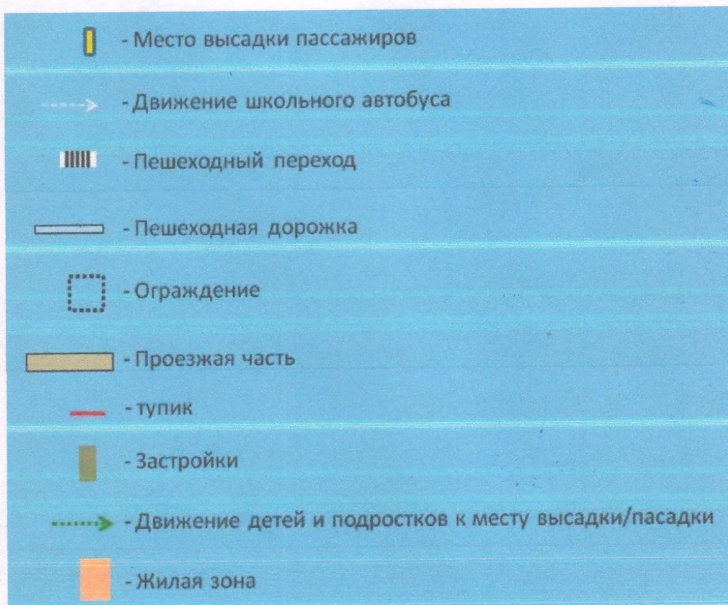 - Место высадки пассажиров
- Движение школьного автобуса
- Пешеходный переход
- Пешеходная дорожка
- Ограждение
- Проезжая часть
- тупик
- Застройки
- Движение детей и подростков к месту высадки/пасадки
- Жилая зона